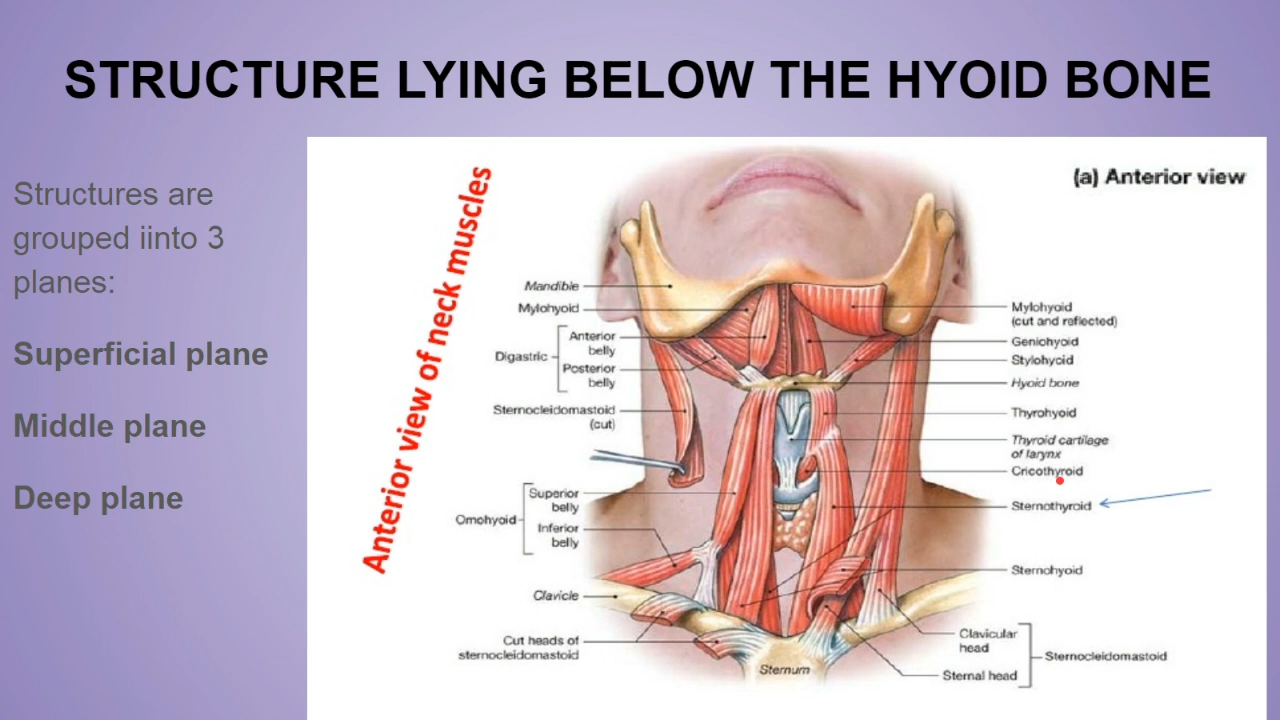 STRUCTURE LYING BELOW THE HYOID BONE
Structures are
grouped iinto 3
planes:
Superficial plane
Middle plane
Deep plane
Anterior view of neck muscles
(a) Anterior view
Mandible
Mylohyoid
Digastric
Anterior
belly
Posterior
belly
Sternocleidomastoid
(cut)
Omohyoid
Superior
belly
Inferior
belly
Clavicle
Cut heads of
sternocleidomastoid
Sternum
Mylohyoid
(cut and reflected)
Geniohyoid
Stylohyoid
Hyoid bone
Thyrohyoid
Thyroid cartilage
of larynx
Cricothyroid
Sternothyroid
Sternohyoid
Clavicular
head
Sternal head
Sternocleidomastoid